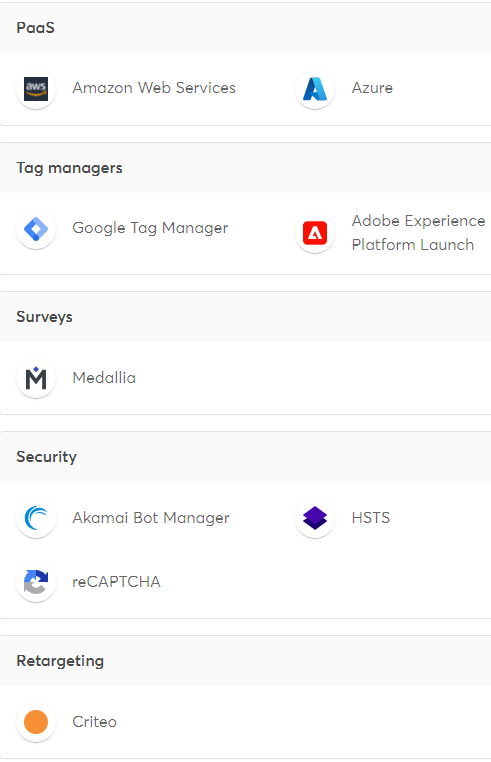 PaaS
aws
Amazon Web Services
Azure
Tag managers
Google Tag Manager
Adobe Experience
Platform Launch
Surveys
Medallia
Security
Akamai Bot Manager
HSTS
reCAPTCHA
Retargeting
Criteo